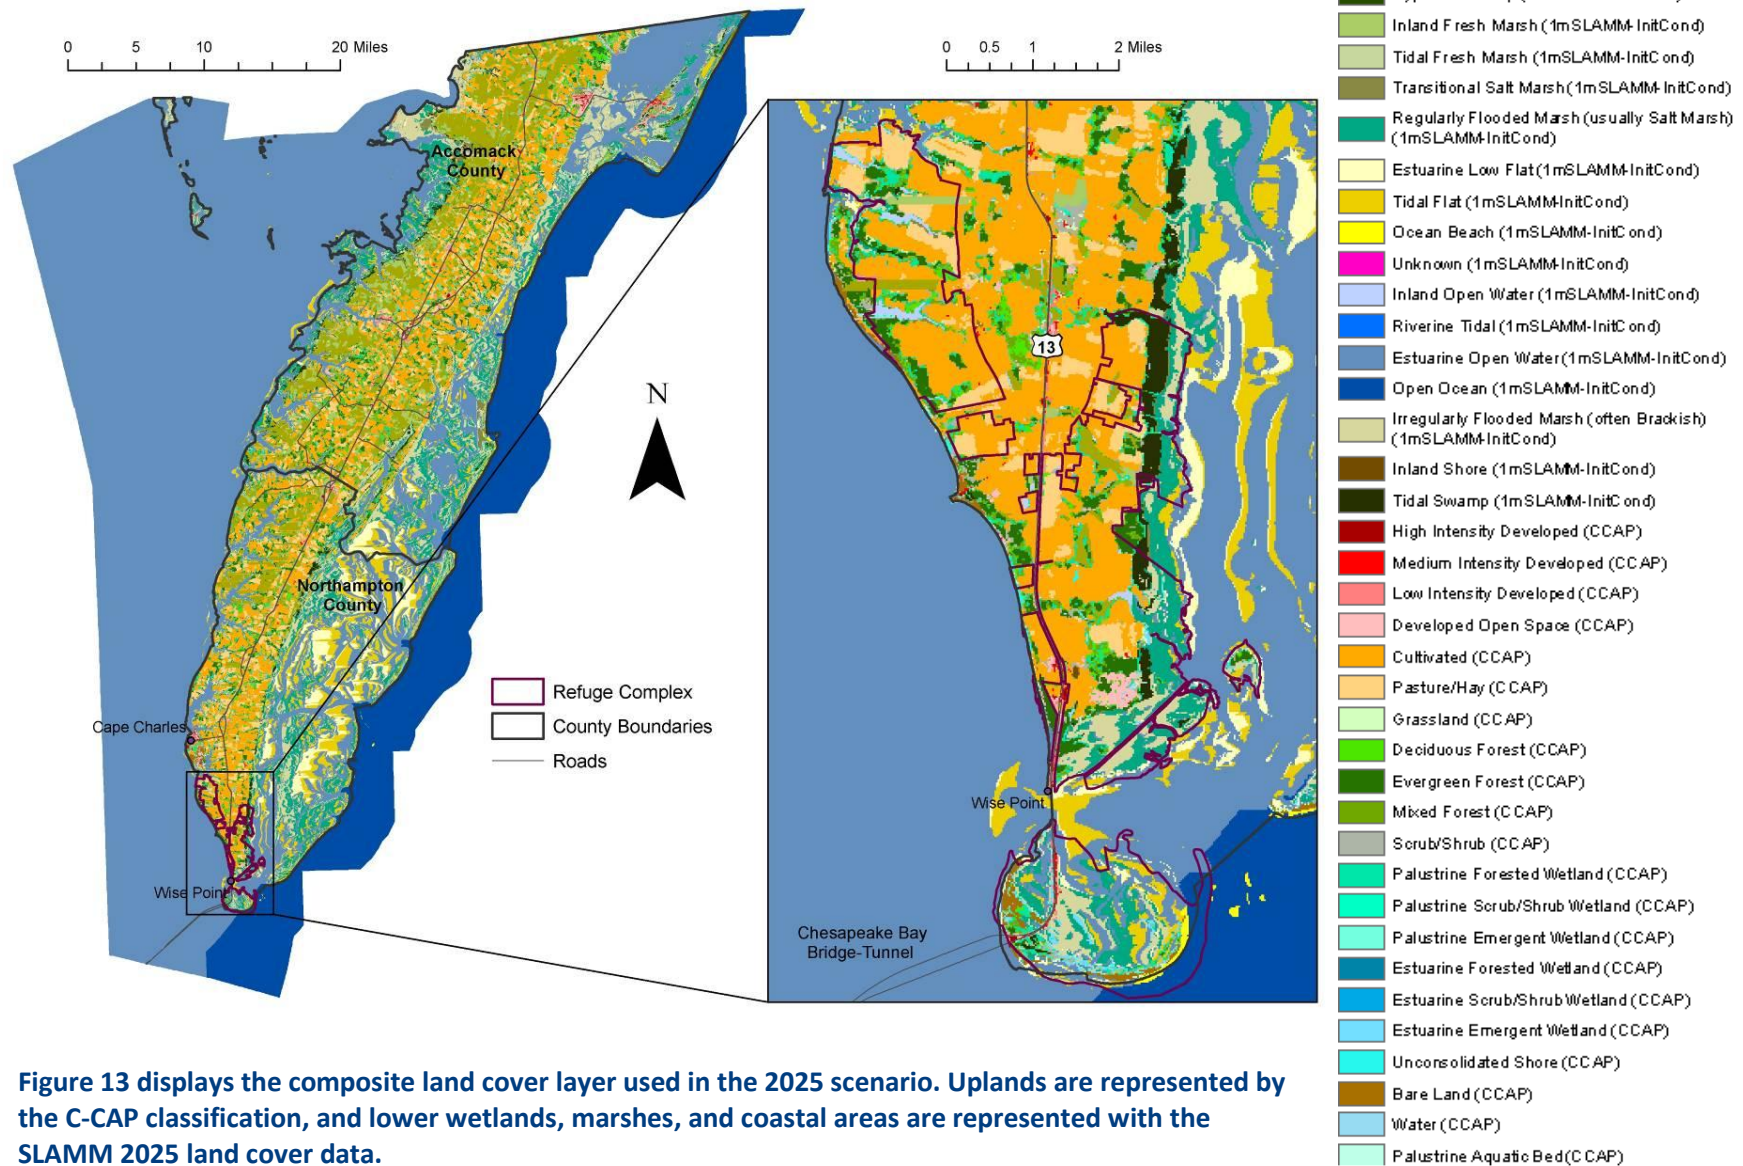 0 5 10 20 Miles
0 0.5 1 2 Miles
Accomack
County
Northampton
County
Cape Charles
Wise Point
N
Refuge Complex
County Boundaries
Roads
13
Wise Point
Chesapeake Bay
Bridge-Tunnel
Inland Fresh Marsh (1mSLAMM-InitCond)
Tidal Fresh Marsh (1mSLAMM-InitCond)
Transitional Salt Marsh (1mSLAMM-InitCond)
Regularly Flooded Marsh (usually Salt Marsh)
(1mSLAMM-InitCond)
Estuarine Low Flat (1mSLAMM-InitCond)
Tidal Flat (1mSLAMM-InitCond)
Ocean Beach (1mSLAMM-InitCond)
Unknown (1mSLAMM-InitCond)
Inland Open Water (1mSLAMM-InitCond)
Riverine Tidal (1mSLAMM-InitCond)
Estuarine Open Water (1mSLAMM-InitCond)
Open Ocean (1mSLAMM-InitCond)
Irregularly Flooded Marsh (often Brackish)
(1mSLAMM-InitCond)
Inland Shore (1mSLAMM-InitCond)
Tidal Swamp (1mSLAMM-InitCond)
High Intensity Developed (CCAP)
Medium Intensity Developed (CCAP)
Low Intensity Developed (CCAP)
Developed Open Space (CCAP)
Cultivated (CCAP)
Pasture/Hay (CCAP)
Grassland (CCAP)
Deciduous Forest (CCAP)
Evergreen Forest (CCAP)
Mixed Forest (CCAP)
Scrub/Shrub (CCAP)
Palustrine Forested Wetland (CCAP)
Palustrine Scrub/Shrub Wetland (CCAP)
Palustrine Emergent Wetland (CCAP)
Estuarine Forested Wetland (CCAP)
Estuarine Scrub/Shrub Wetland (CCAP)
Estuarine Emergent Wetland (CCAP)
Unconsolidated Shore (CCAP)
Bare Land (CCAP)
Water (CCAP)
Palustrine Aquatic Bed (CCAP)
Figure 13 displays the composite land cover layer used in the 2025 scenario. Uplands are represented by
the C-CAP classification, and lower wetlands, marshes, and coastal areas are represented with the
SLAMM 2025 land cover data.